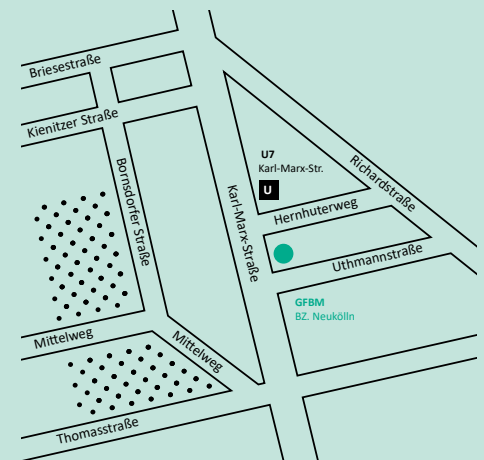 Briesestraße
Kienitzer Straße
Bornsdorfer Straße
Karl-Marx-Straße
U7
Karl-Marx-Str.
U
Richardstraße
Hernhuterweg
Uthmannstraße
GFBM
BZ. Neukölln
Mittelweg
Mittelweg
Thomasstraße